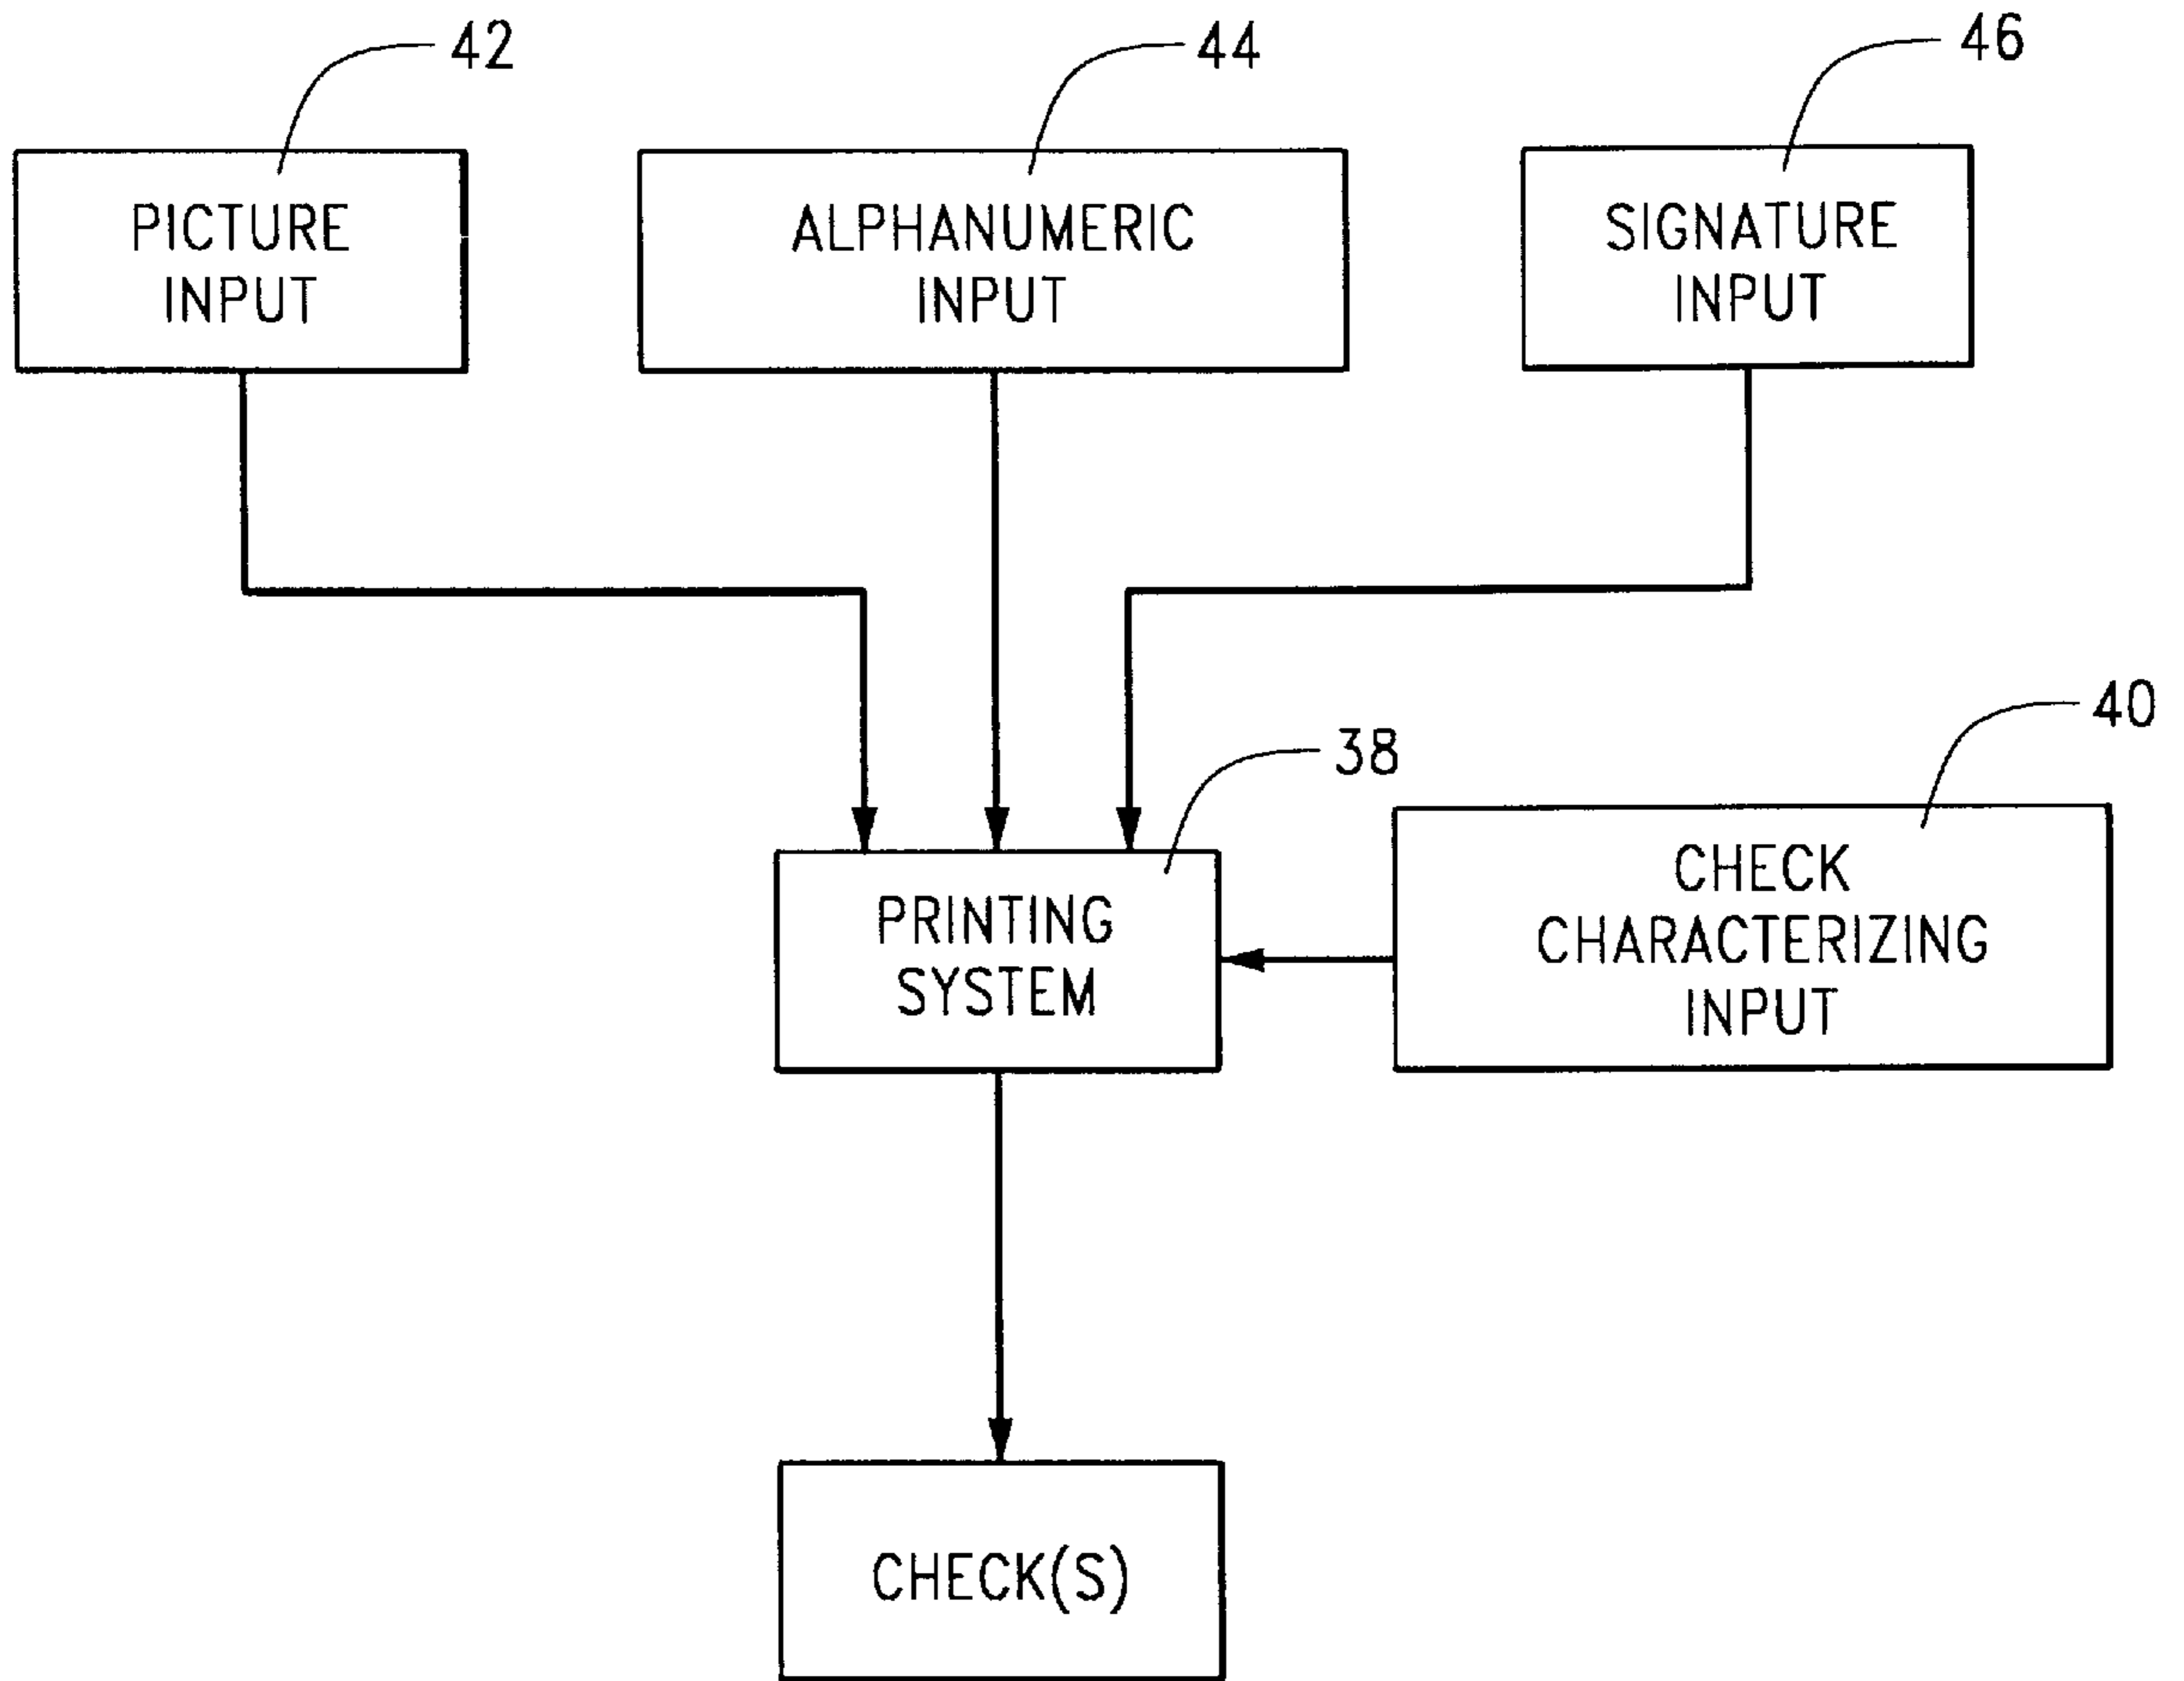 42
44
46
PICTURE
INPUT
ALPHANUMERIC
INPUT
SIGNATURE
INPUT
38
40
PRINTING
SYSTEM
CHECK
CHARACTERIZING
INPUT
CHECK(S)